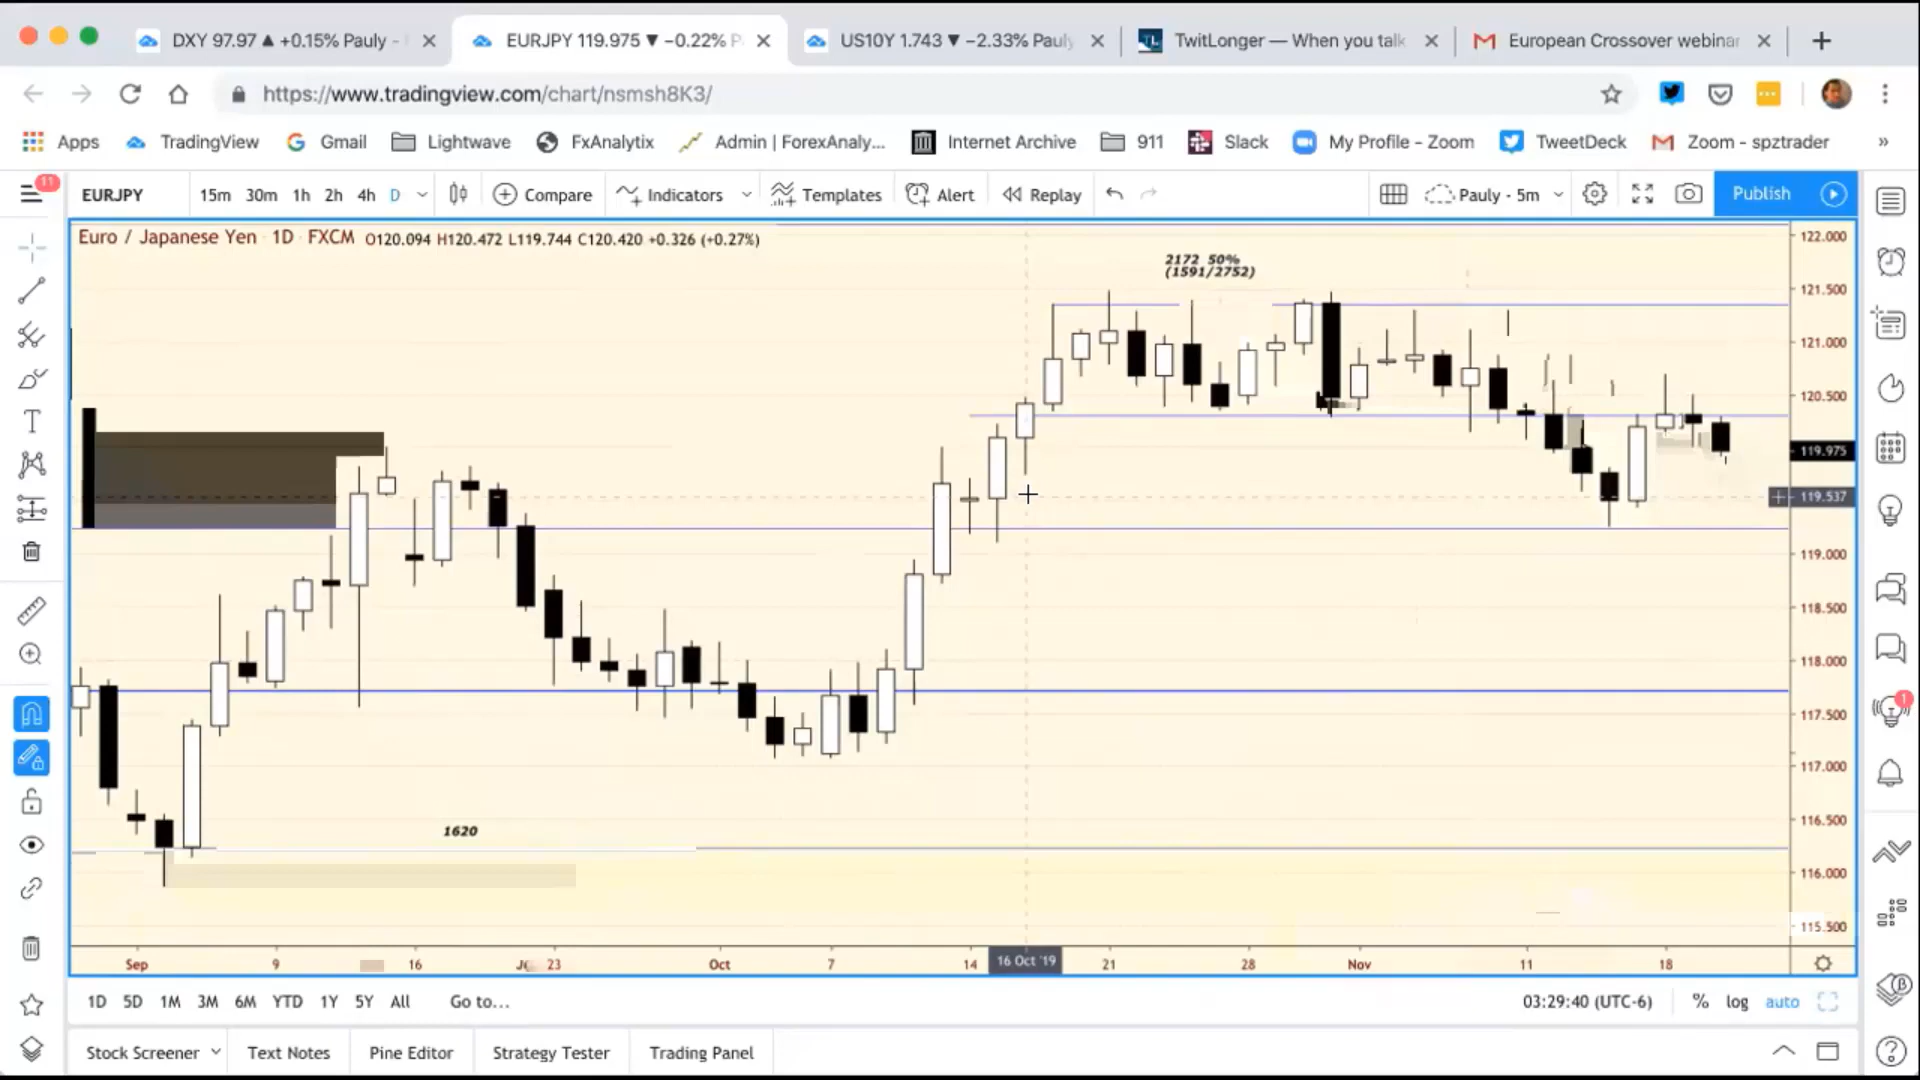 DXY 97.97 ▲ +0.15% Pauly -
EURJPY 119.975 ▼ −0.22% P
US10Y 1.743 ▼ −2.33% Paul
TwitLonger — When you talk
European Crossover webinar
https://www.tradingview.com/chart/nsmsh8K3/
Apps
TradingView
Gmail
Lightwave
FxAnalytix
Admin | ForexAnaly...
Internet Archive
911
Slack
My Profile - Zoom
TweetDeck
Zoom - spztrader
»
11
EURJPY
15m 30m 1h 2h 4h D
Compare
Indicators
Templates
Alert
Replay
Pauly - 5m
Publish
Euro / Japanese Yen 1D FXCM O120.094 H120.472 L119.744 C120.420 +0.326 (+0.27%)
2172 50%
(1591/2752)
122.000
121.500
121.000
120.500
119.975
119.537
119.000
118.500
118.000
117.500
117.000
116.500
116.000
115.500
1620
1
Sep 9 16 23 Oct 7 14 16 Oct '19 21 28 Nov 11 18
1D 5D 1M 3M 6M YTD 1Y 5Y All Go to...
03:29:40 (UTC-6) % log auto
Stock Screener
Text Notes
Pine Editor
Strategy Tester
Trading Panel